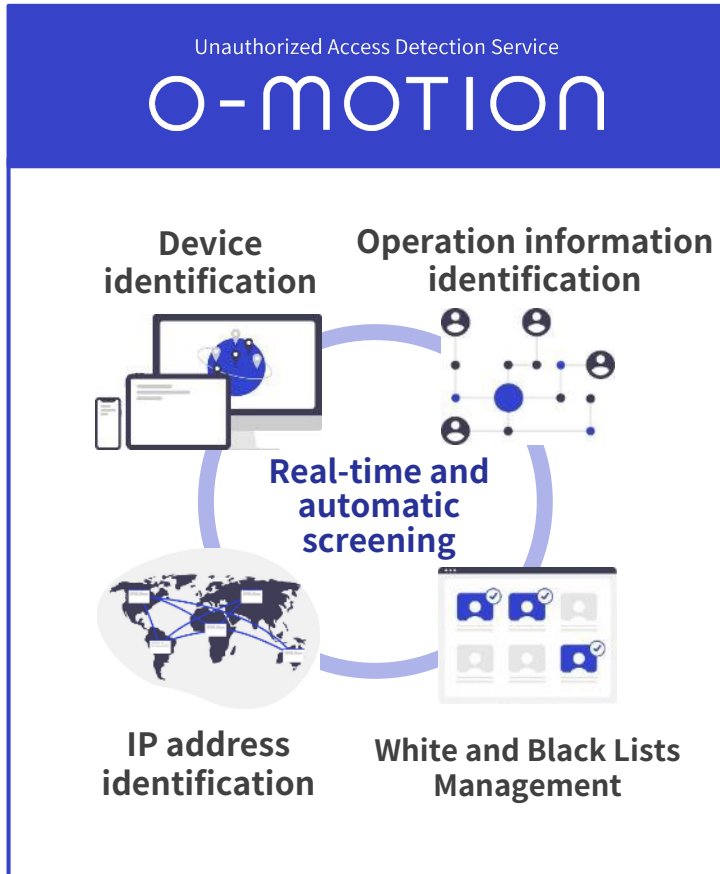 Unauthorized Access Detection Service
O-MOTION
Device
identification
Operation information
identification
Real-time and
automatic
screening
IP address
identification
White and Black Lists
Management